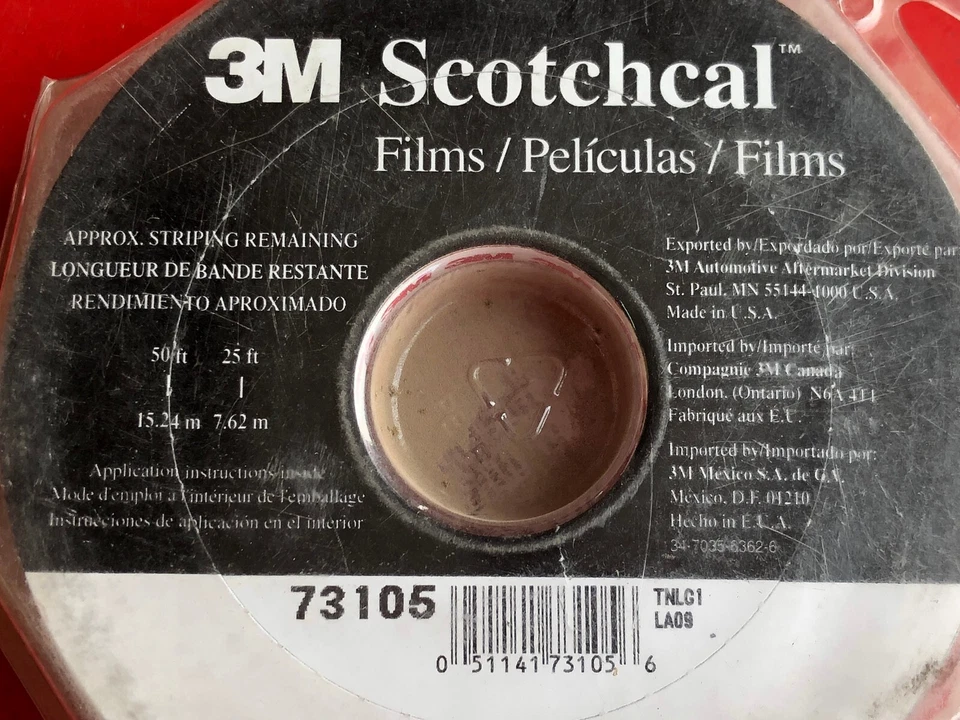 3M Scotchcal™
Films / Películas / Films
APPROX. STRIPING REMAINING
LONGUEUR DE BANDE RESTANTE
RENDIMIENTO APROXIMADO
50 ft 25 ft
15.24 m 7.62 m
Application instructions inside
Mode d'emploi a l'intérieur de l'emballage
Instrucciones de aplicación en el interior
Exported by/Exportado por/Exporté par:
3M Automotive Aftermarket Division
St. Paul, MN 55144-1000 U.S.A.
Made in U.S.A.
Imported by/Importé par:
Compagnie 3M Canada
London, (Ontario) N6A 4T1
Fabriqué aux E.U.
Imported by/Importado por:
3M México S.A. de C.V.
México, D.F. 01210
Hecho en E.U.A.
34-7035-6362-6
73105
TNLG1
LA09
0 51141 73105 6